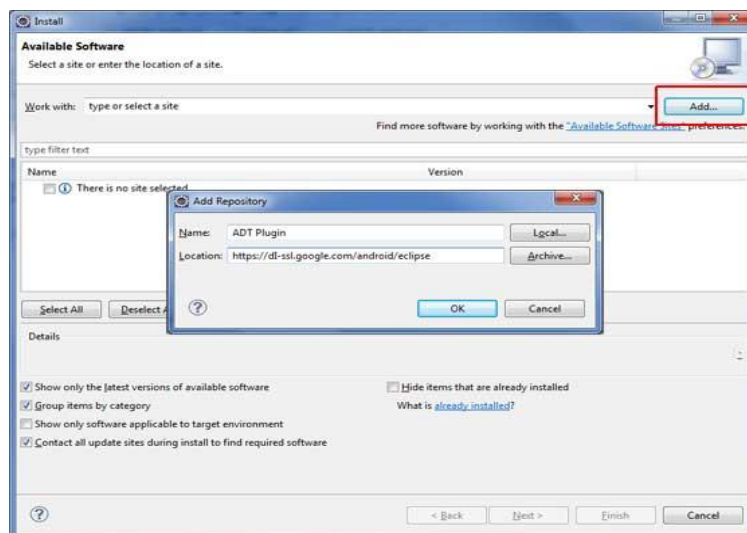 Install
Available Software
Select a site or enter the location of a site.
Work with: type or select a site
Add...
Find more software by working with the "Available Software Sites" preferences.
type filter text
Name Version
There is no site selected
Add Repository
Name: ADT Plugin Local...
Location: https://dl-ssl.google.com/android/eclipse Archive...
OK Cancel
Select All Deselect A
Details
Show only the latest versions of available software
Hide items that are already installed
Group items by category
What is already installed?
Show only software applicable to target environment
Contact all update sites during install to find required software
< Back Next > Finish Cancel